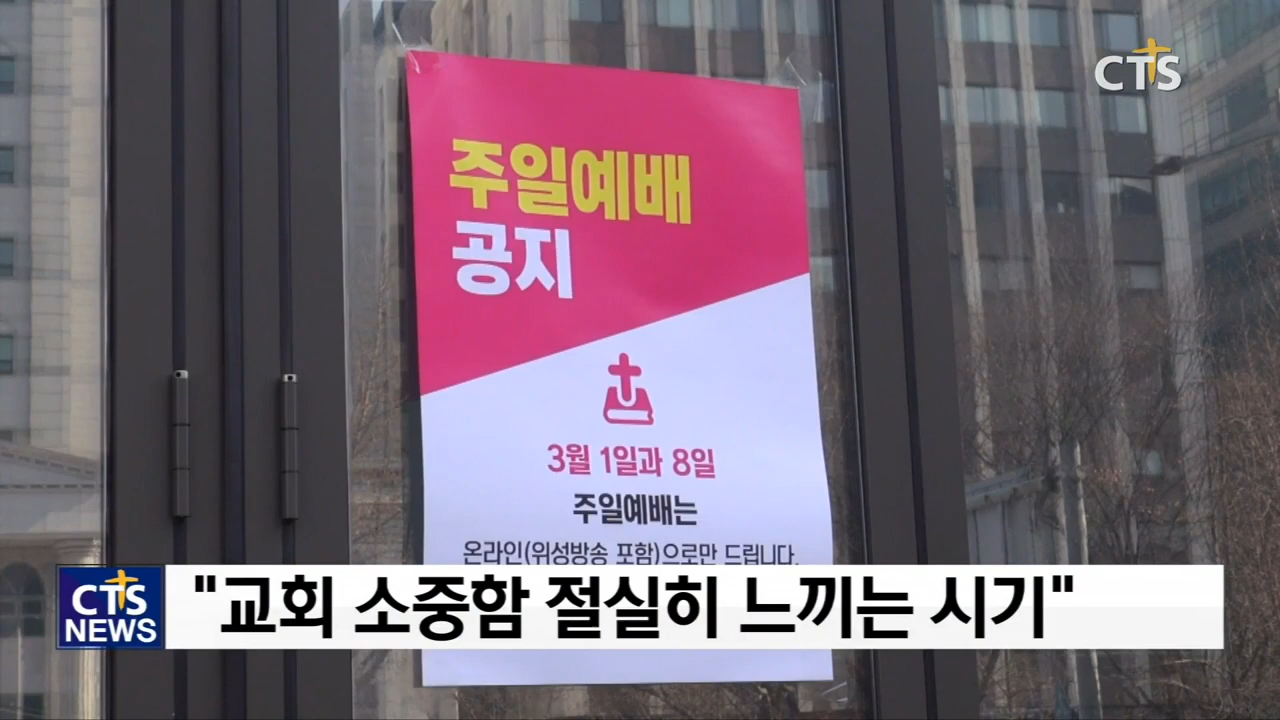 CTS
주일예배
공지
3월 1일과 8일
주일예배는
온라인(위성방송 포함)으로만 드립니다.
CTS
NEWS
"교회 소중함 절실히 느끼는 시기"